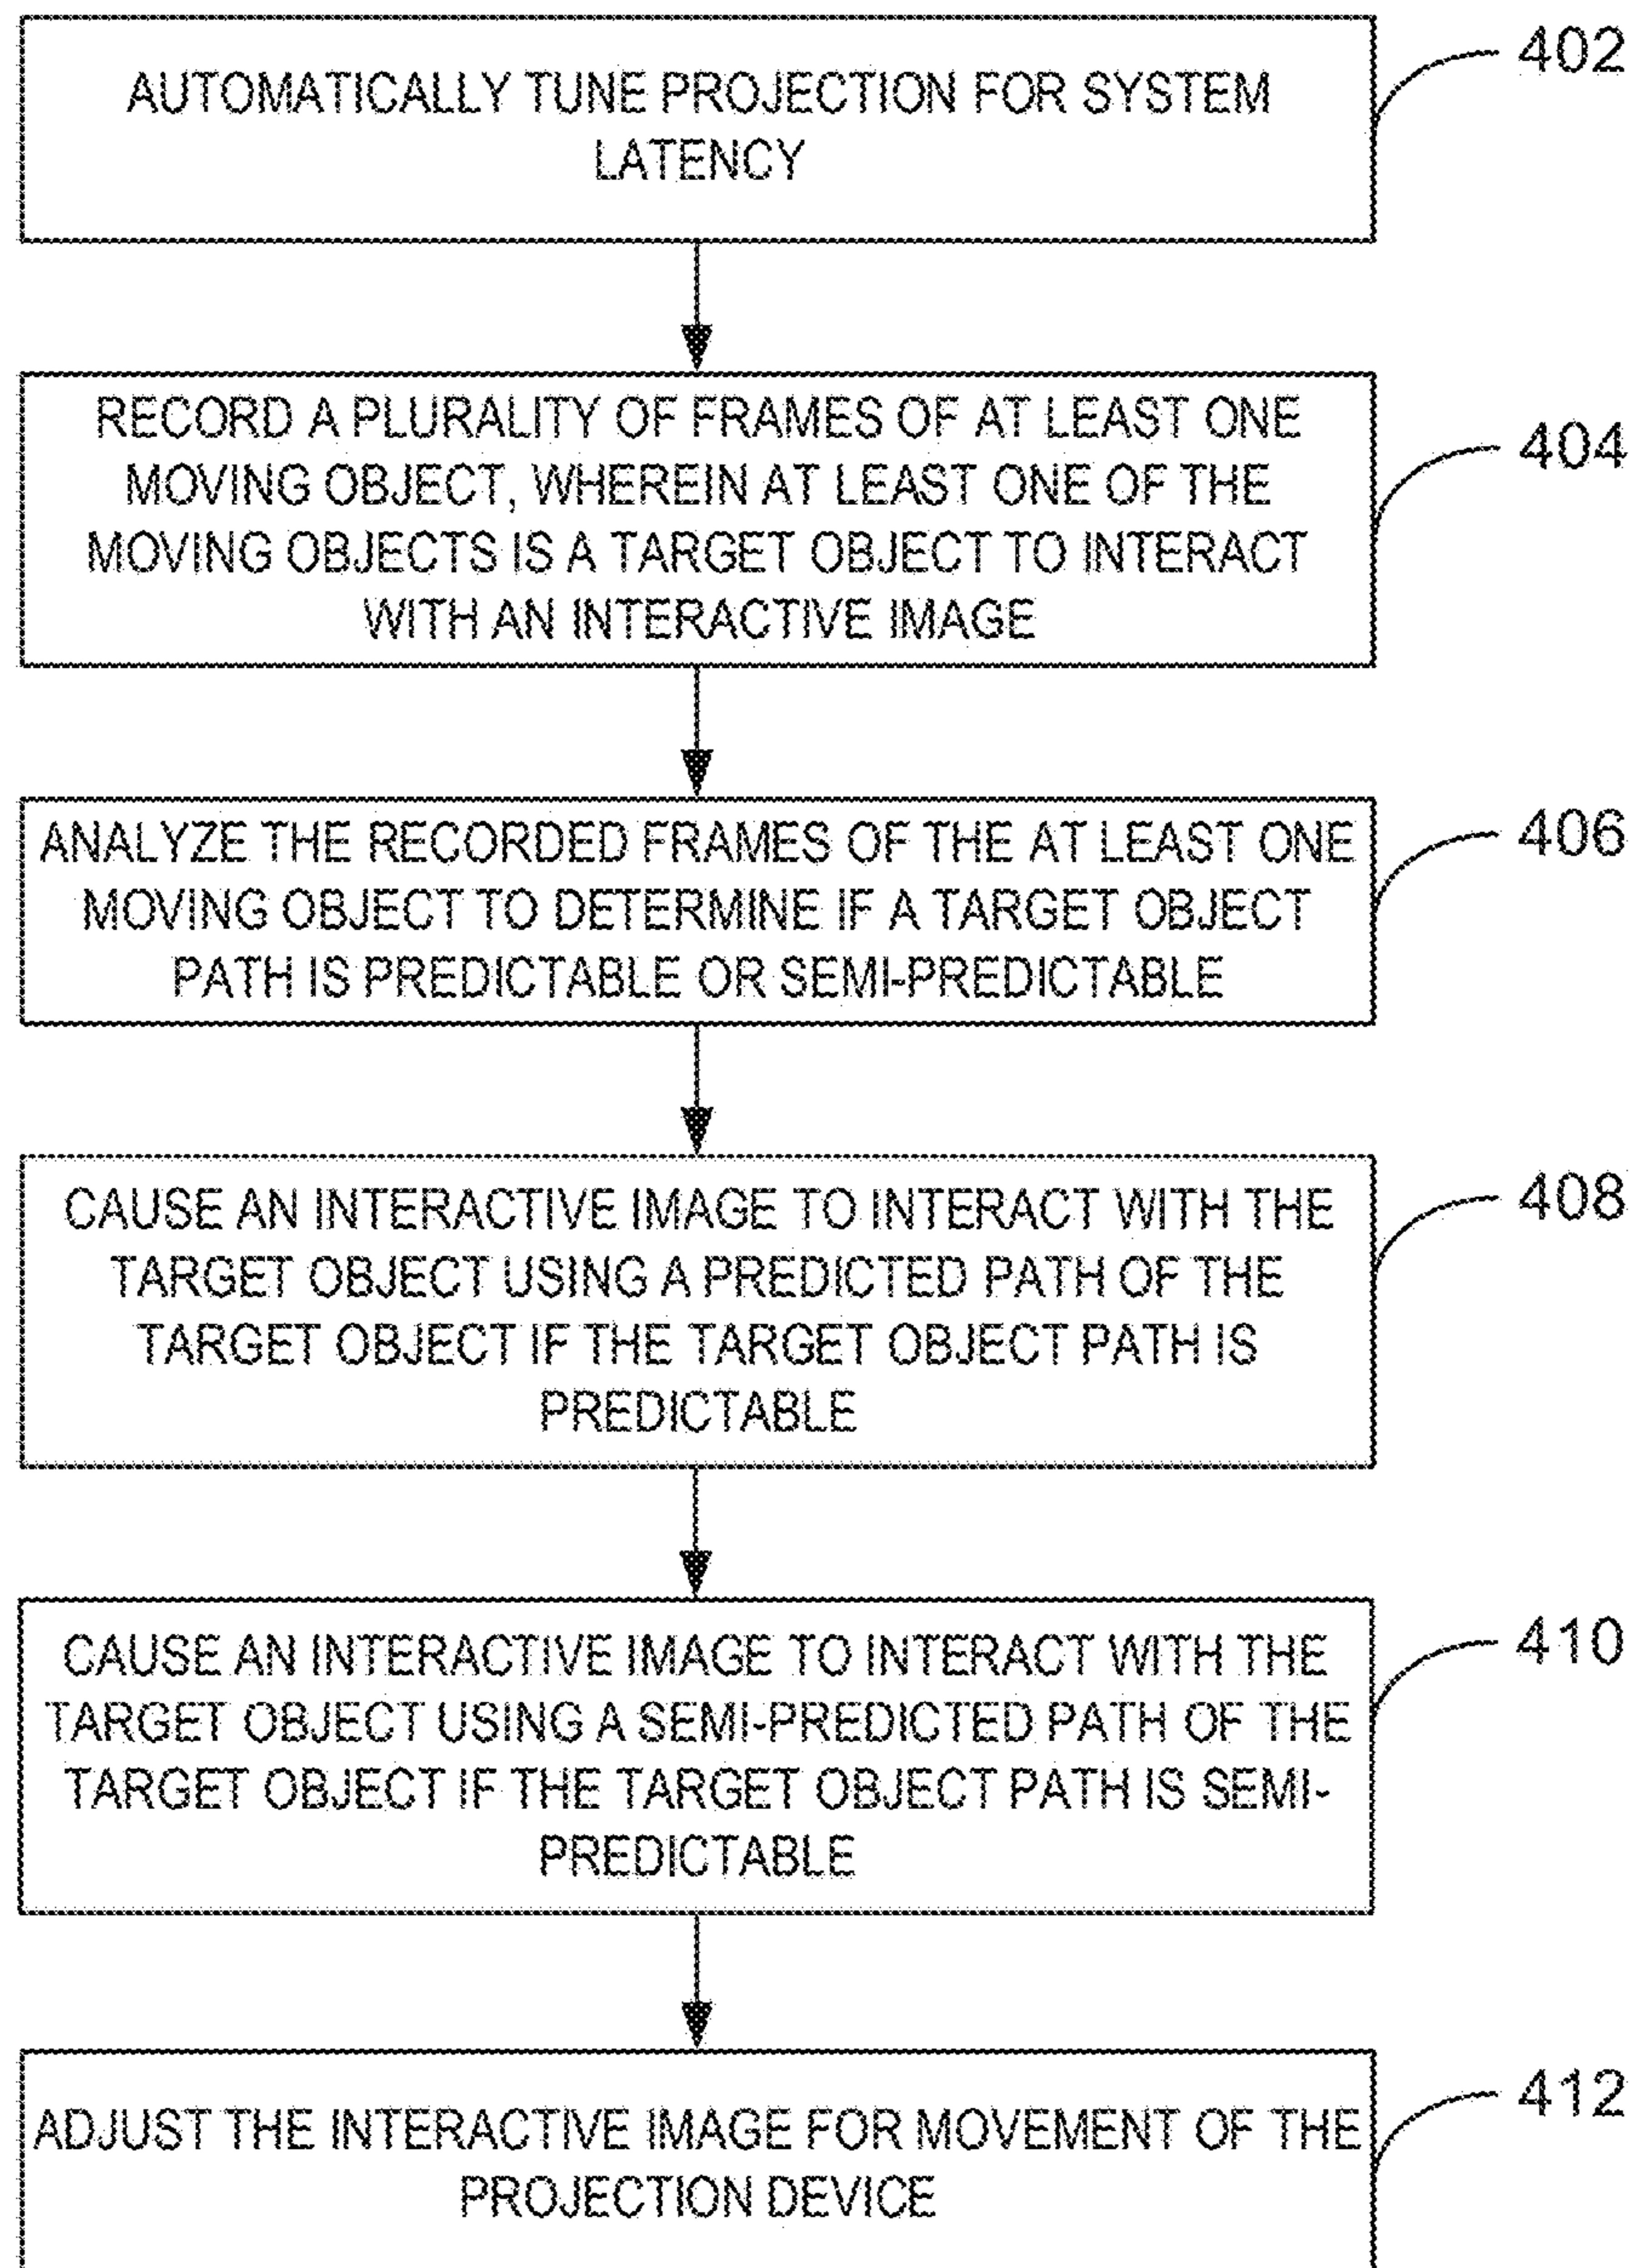 402
AUTOMATICALLY TUNE PROJECTION FOR SYSTEM
LATENCY
RECORD A PLURALITY OF FRAMES OF AT LEAST ONE
MOVING OBJECT, WHEREIN AT LEAST ONE OF THE
MOVING OBJECTS IS A TARGET OBJECT TO INTERACT
WITH AN INTERACTIVE IMAGE
404
ANALYZE THE RECORDED FRAMES OF THE AT LEAST ONE
MOVING OBJECT TO DETERMINE IF A TARGET OBJECT
PATH IS PREDICTABLE OR SEMI-PREDICTABLE
406
CAUSE AN INTERACTIVE IMAGE TO INTERACT WITH THE
TARGET OBJECT USING A PREDICTED PATH OF THE
TARGET OBJECT IF THE TARGET OBJECT PATH IS
PREDICTABLE
408
CAUSE AN INTERACTIVE IMAGE TO INTERACT WITH THE
TARGET OBJECT USING A SEMI-PREDICTED PATH OF THE
TARGET OBJECT IF THE TARGET OBJECT PATH IS SEMI-
PREDICTABLE
410
ADJUST THE INTERACTIVE IMAGE FOR MOVEMENT OF THE
PROJECTION DEVICE
412